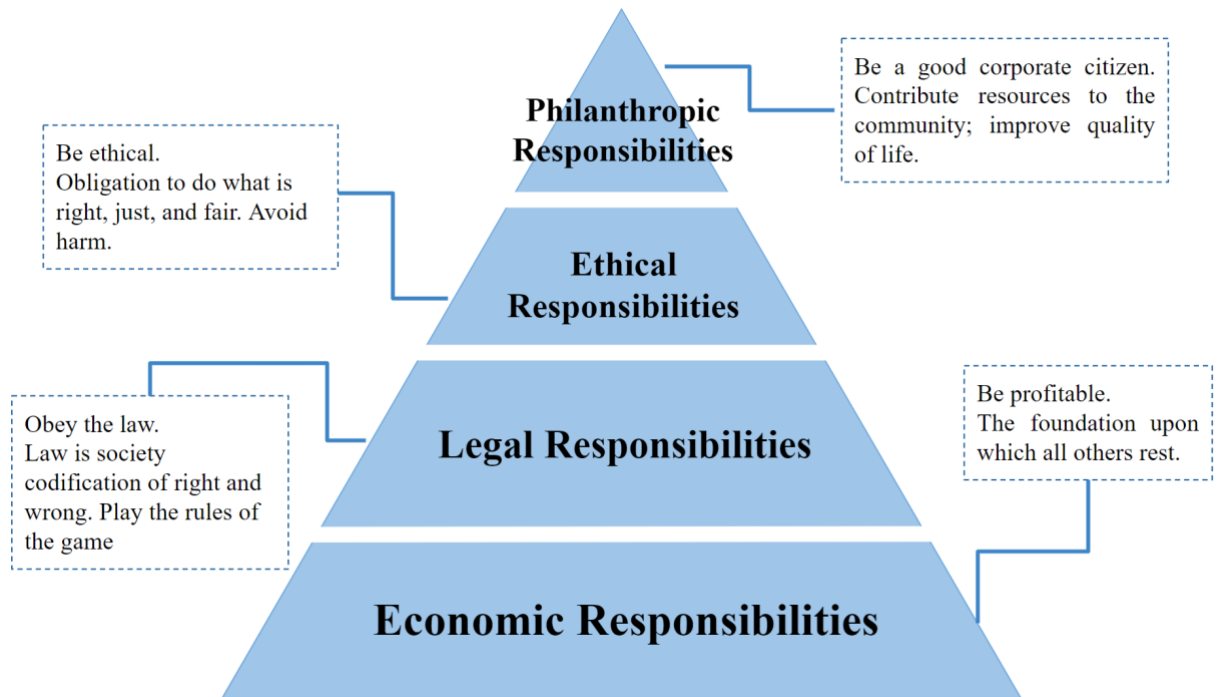 Philanthropic
Responsibilities
Be a good corporate citizen.
Contribute resources to the
community; improve quality
of life.
Be ethical.
Obligation to do what is
right, just, and fair. Avoid
harm.
Ethical
Responsibilities
Obey the law.
Law is society
codification of right and
wrong. Play the rules of
the game
Legal Responsibilities
Be profitable.
The foundation upon
which all others rest.
Economic Responsibilities